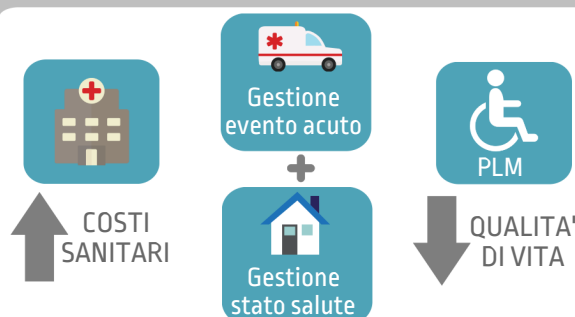 Gestione
evento acuto
PLM
COSTI
SANITARI
QUALITA'
DI VITA
Gestione
stato salute